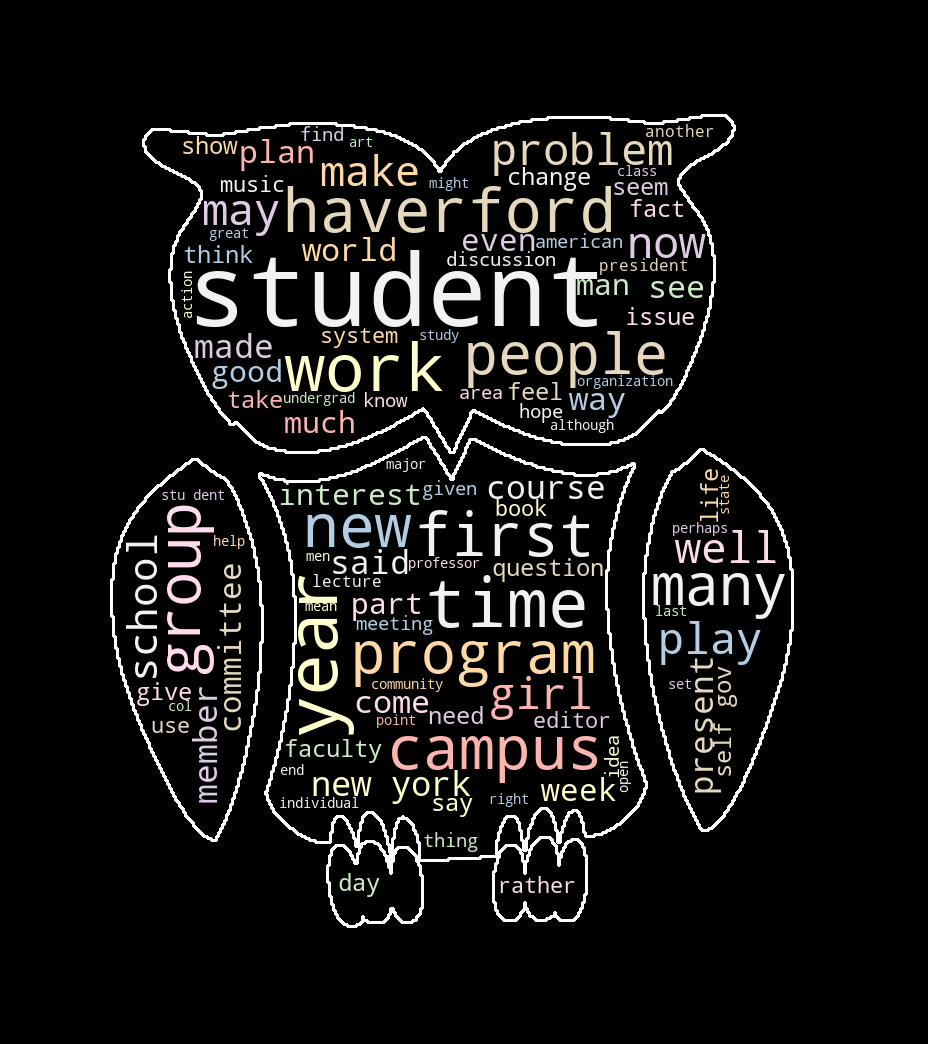 find
another
show
art
plan
problem
make
class
music
might
change
seem
may
haverford
fact
great
even
american
now
think
world
discussion
president
action
student
man
see
issue
system
study
made
work
people
good
organization
take
undergrad
know
area
feel
way
much
hope
although
major
stu dent
group
school
help
committee
give
col
use
member
interest
given
course
book
new
first
men
said
professor
question
lecture
mean
part
time
year
meeting
program
community
girl
come
point
need
editor
faculty
campus
idea
end
new york
open
say
right
week
individual
thing
life
state
perhaps
well
many
last
play
set
present
self gov
day
rather